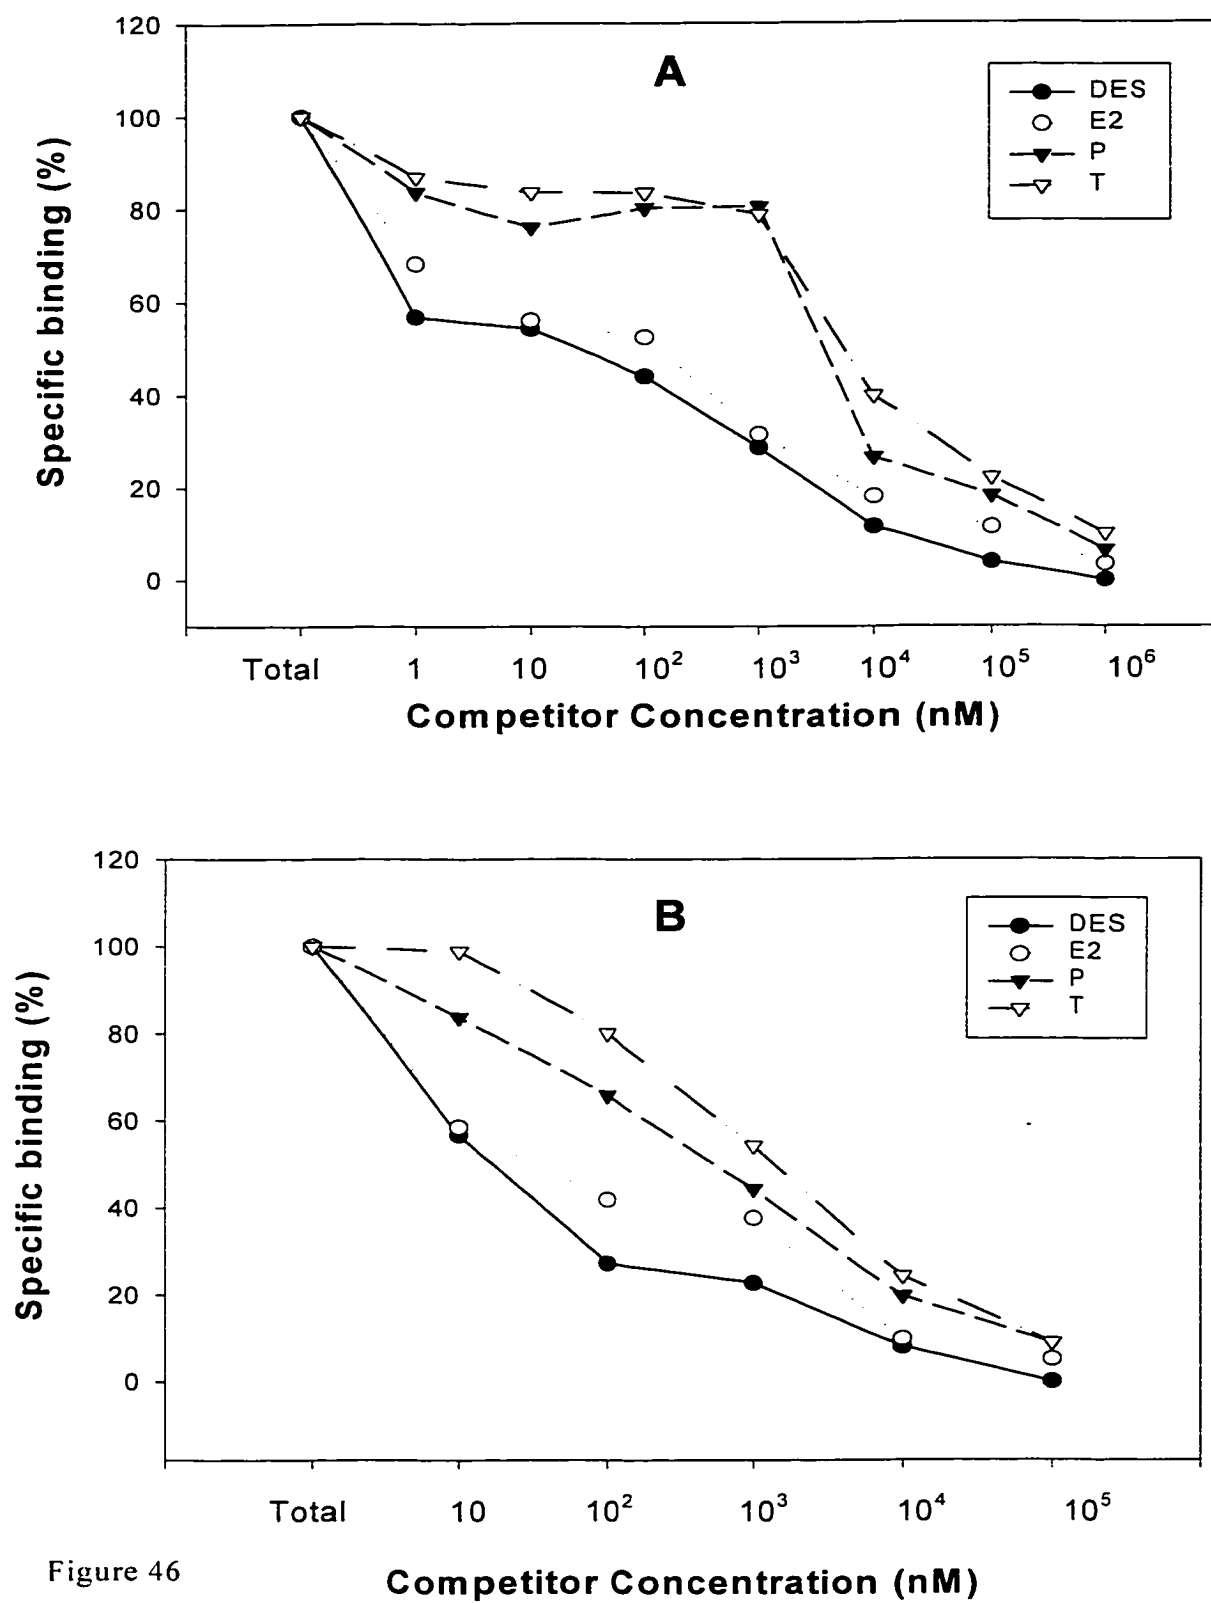 A
120
100
80
60
40
20
0
Specific binding (%)
DES
E2
P
T
Total 1 10 10² 10³ 10⁴ 10⁵ 10⁶
Competitor Concentration (nM)
B
120
100
80
60
40
20
0
Specific binding (%)
DES
E2
P
T
Total 10 10² 10³ 10⁴ 10⁵
Competitor Concentration (nM)
Figure 46